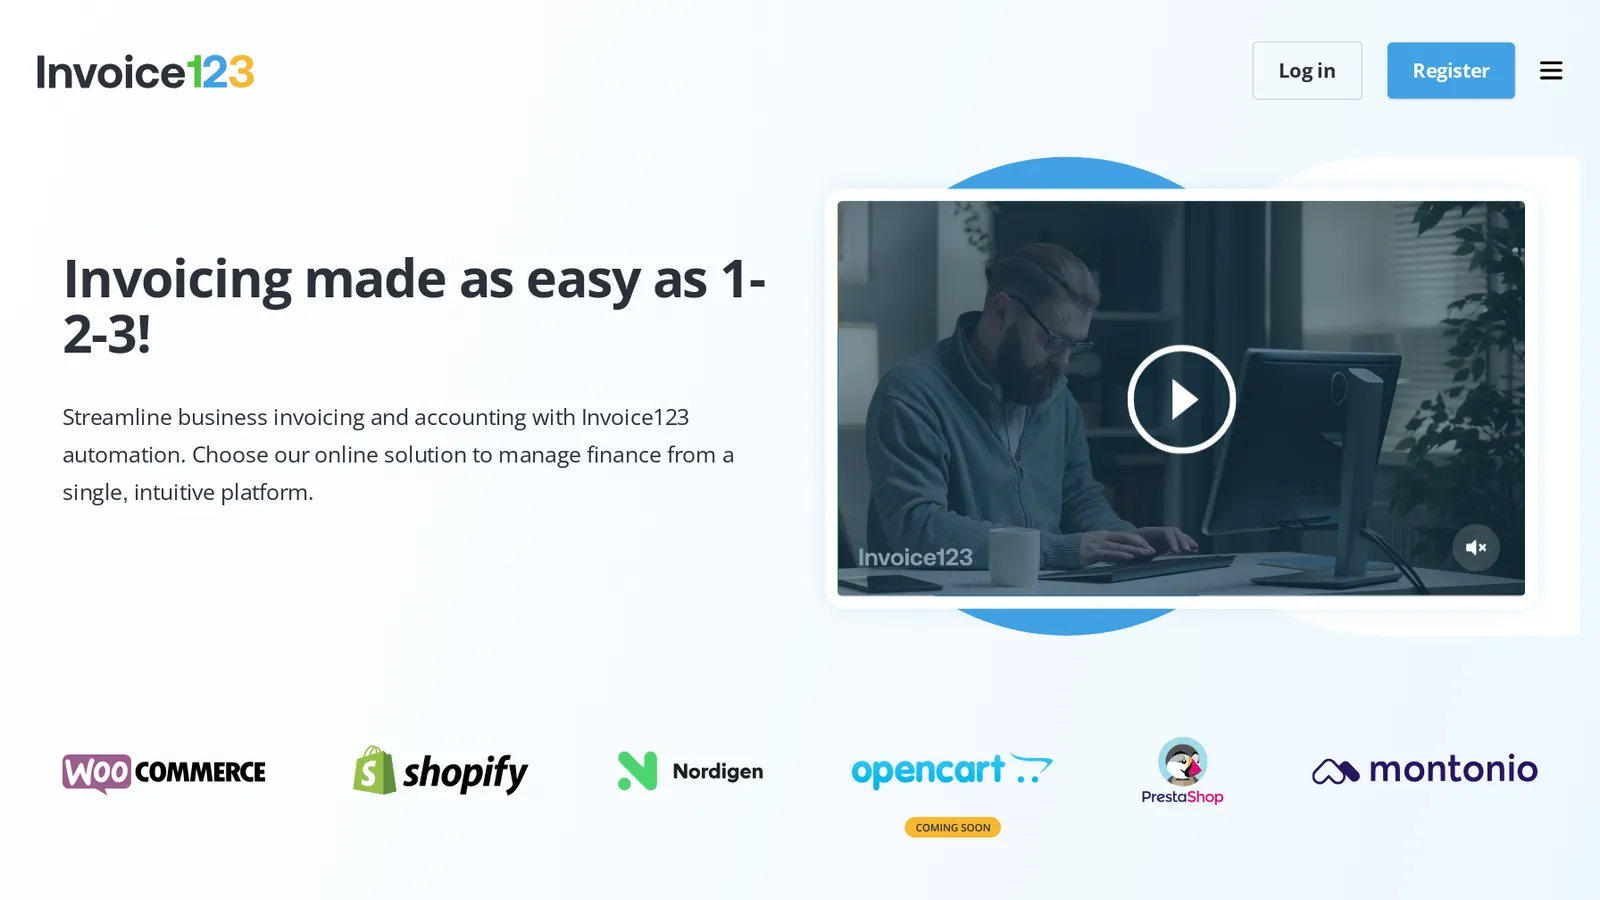 Invoice123
Log in
Register
Invoicing made as easy as 1-
2-3!
Streamline business invoicing and accounting with Invoice123
automation. Choose our online solution to manage finance from a
single, intuitive platform.
Invoice123
WOO COMMERCE
shopify
Nordigen
opencart
PrestaShop
montonio
COMING SOON